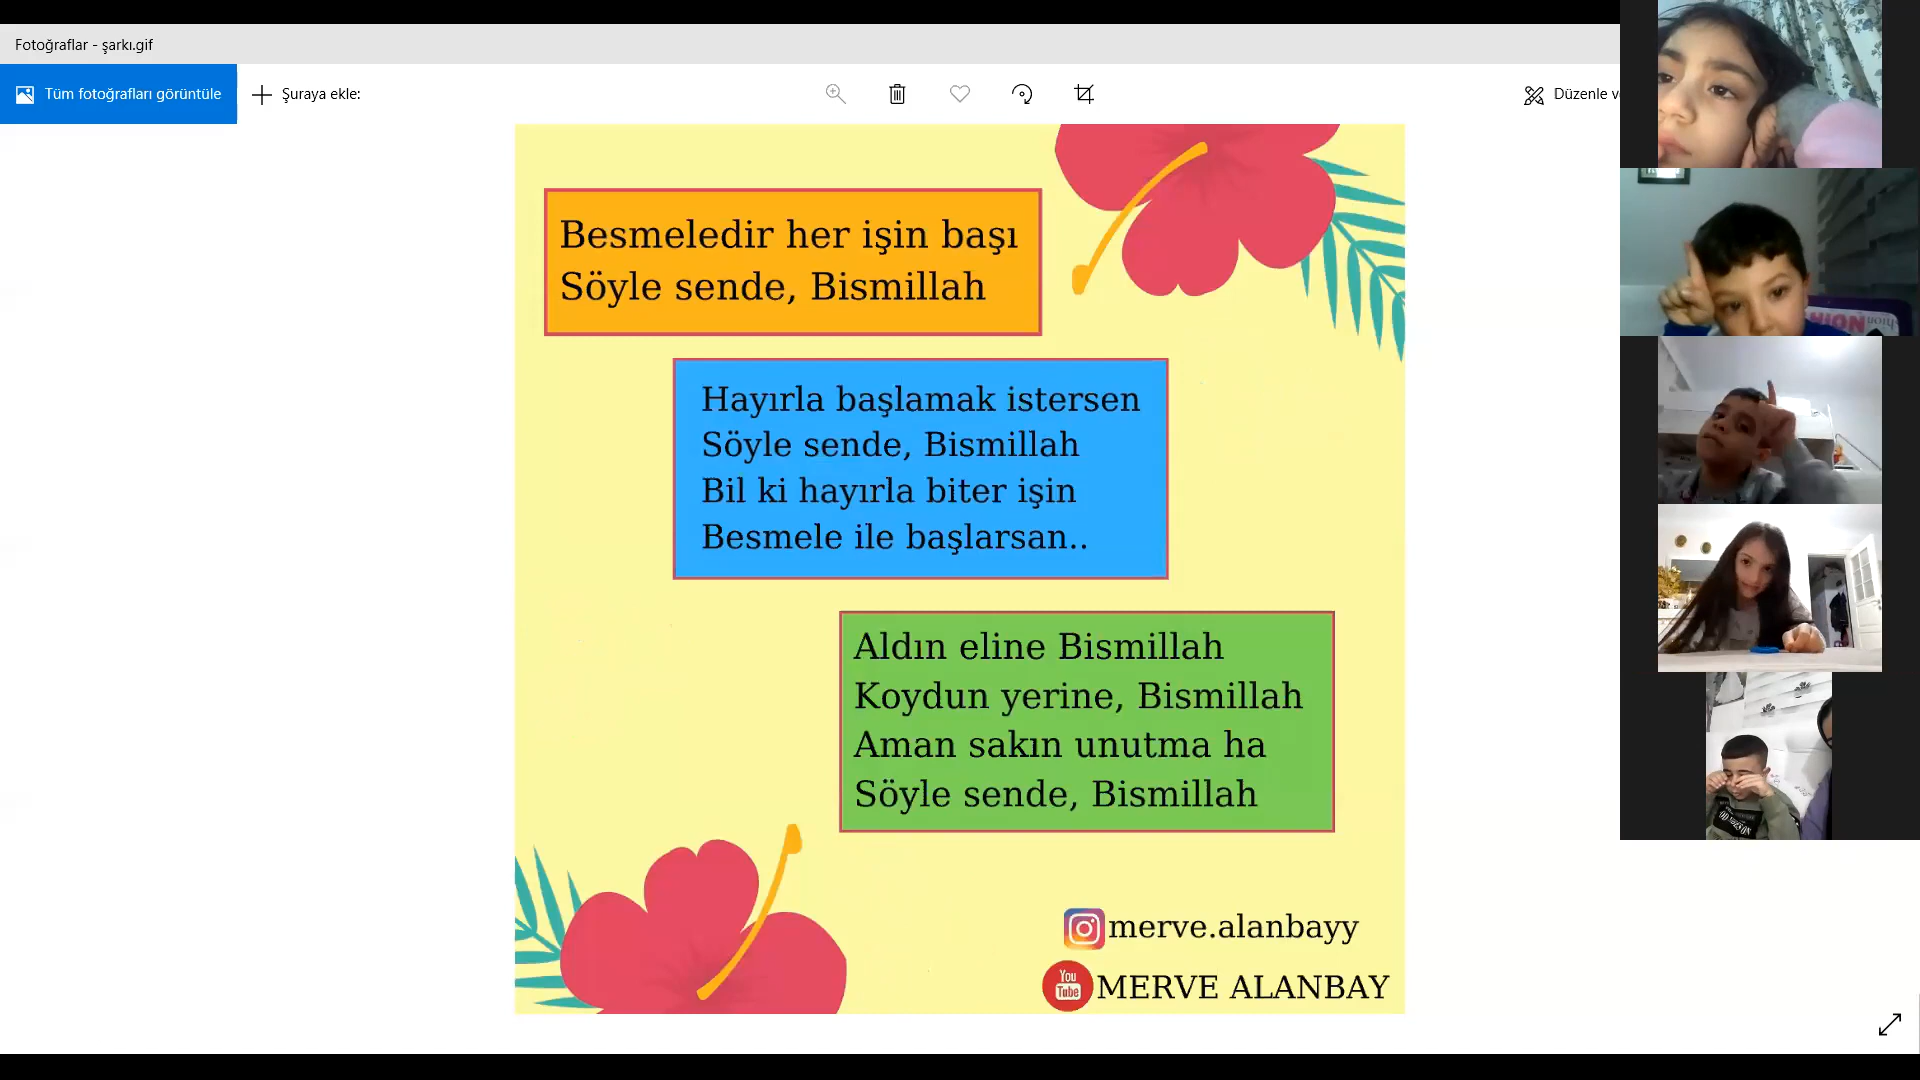 Fotoğraflar - şarkı.gif
Tüm fotoğrafları görüntüle
Şuraya ekle:
Düzenle
Besmeledir her işin başı
Söyle sende, Bismillah
Hayırla başlamak istersen
Söyle sende, Bismillah
Bil ki hayırla biter işin
Besmele ile başlarsan..
Aldın eline Bismillah
Koydun yerine, Bismillah
Aman sakın unutma ha
Söyle sende, Bismillah
merve.alanbayy
You
Tube
MERVE ALANBAY